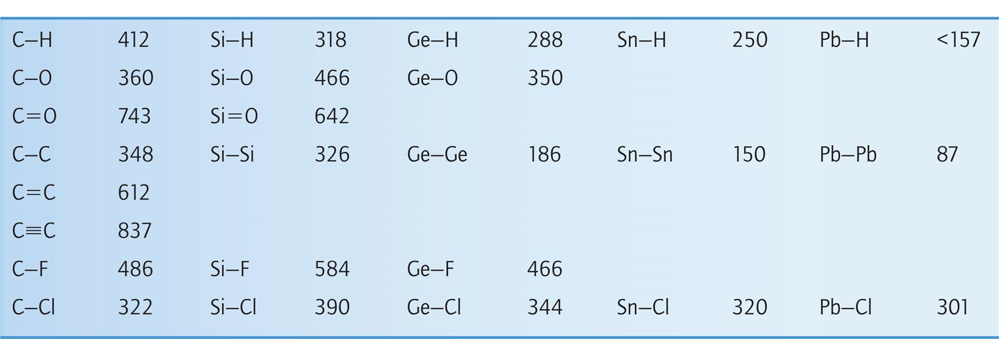 C–H 412 Si–H 318 Ge–H 288 Sn–H 250 Pb–H <157
C–O 360 Si–O 466 Ge–O 350
C=O 743 Si=O 642
C–C 348 Si–Si 326 Ge–Ge 186 Sn–Sn 150 Pb–Pb 87
C=C 612
C≡C 837
C–F 486 Si–F 584 Ge–F 466
C–Cl 322 Si–Cl 390 Ge–Cl 344 Sn–Cl 320 Pb–Cl 301